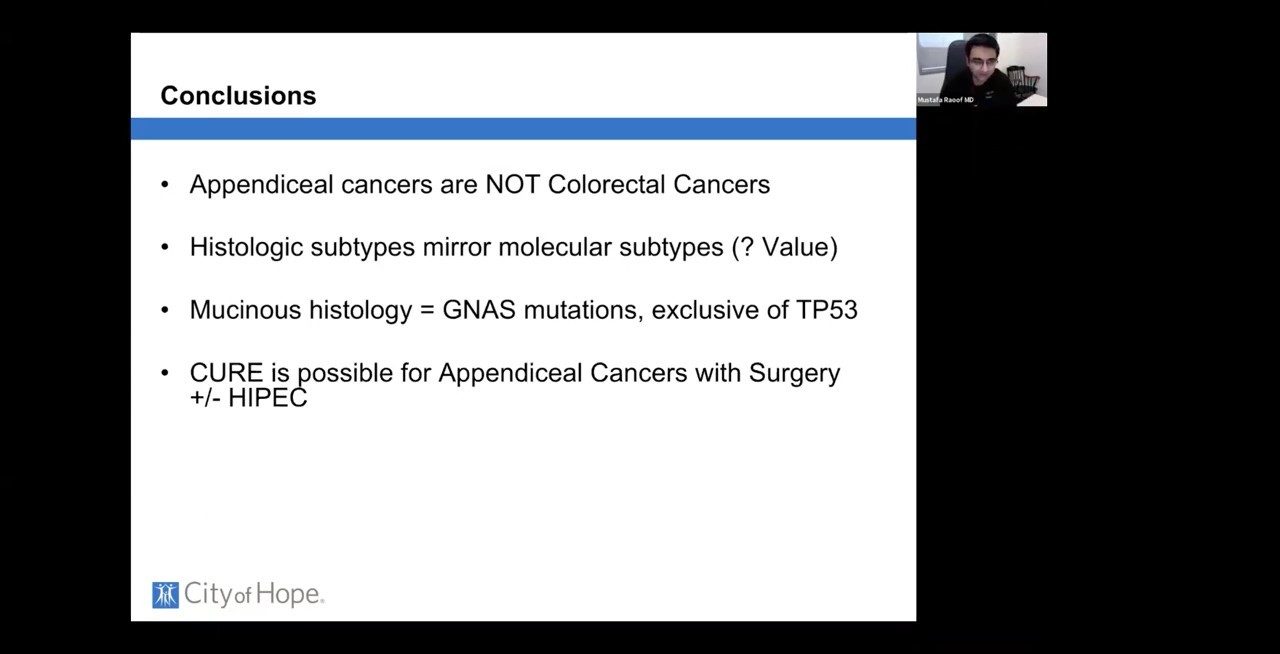 Conclusions
Mustafa Raoof MD
• Appendiceal cancers are NOT Colorectal Cancers
• Histologic subtypes mirror molecular subtypes (? Value)
• Mucinous histology = GNAS mutations, exclusive of TP53
• CURE is possible for Appendiceal Cancers with Surgery
+/- HIPEC
City of Hope®